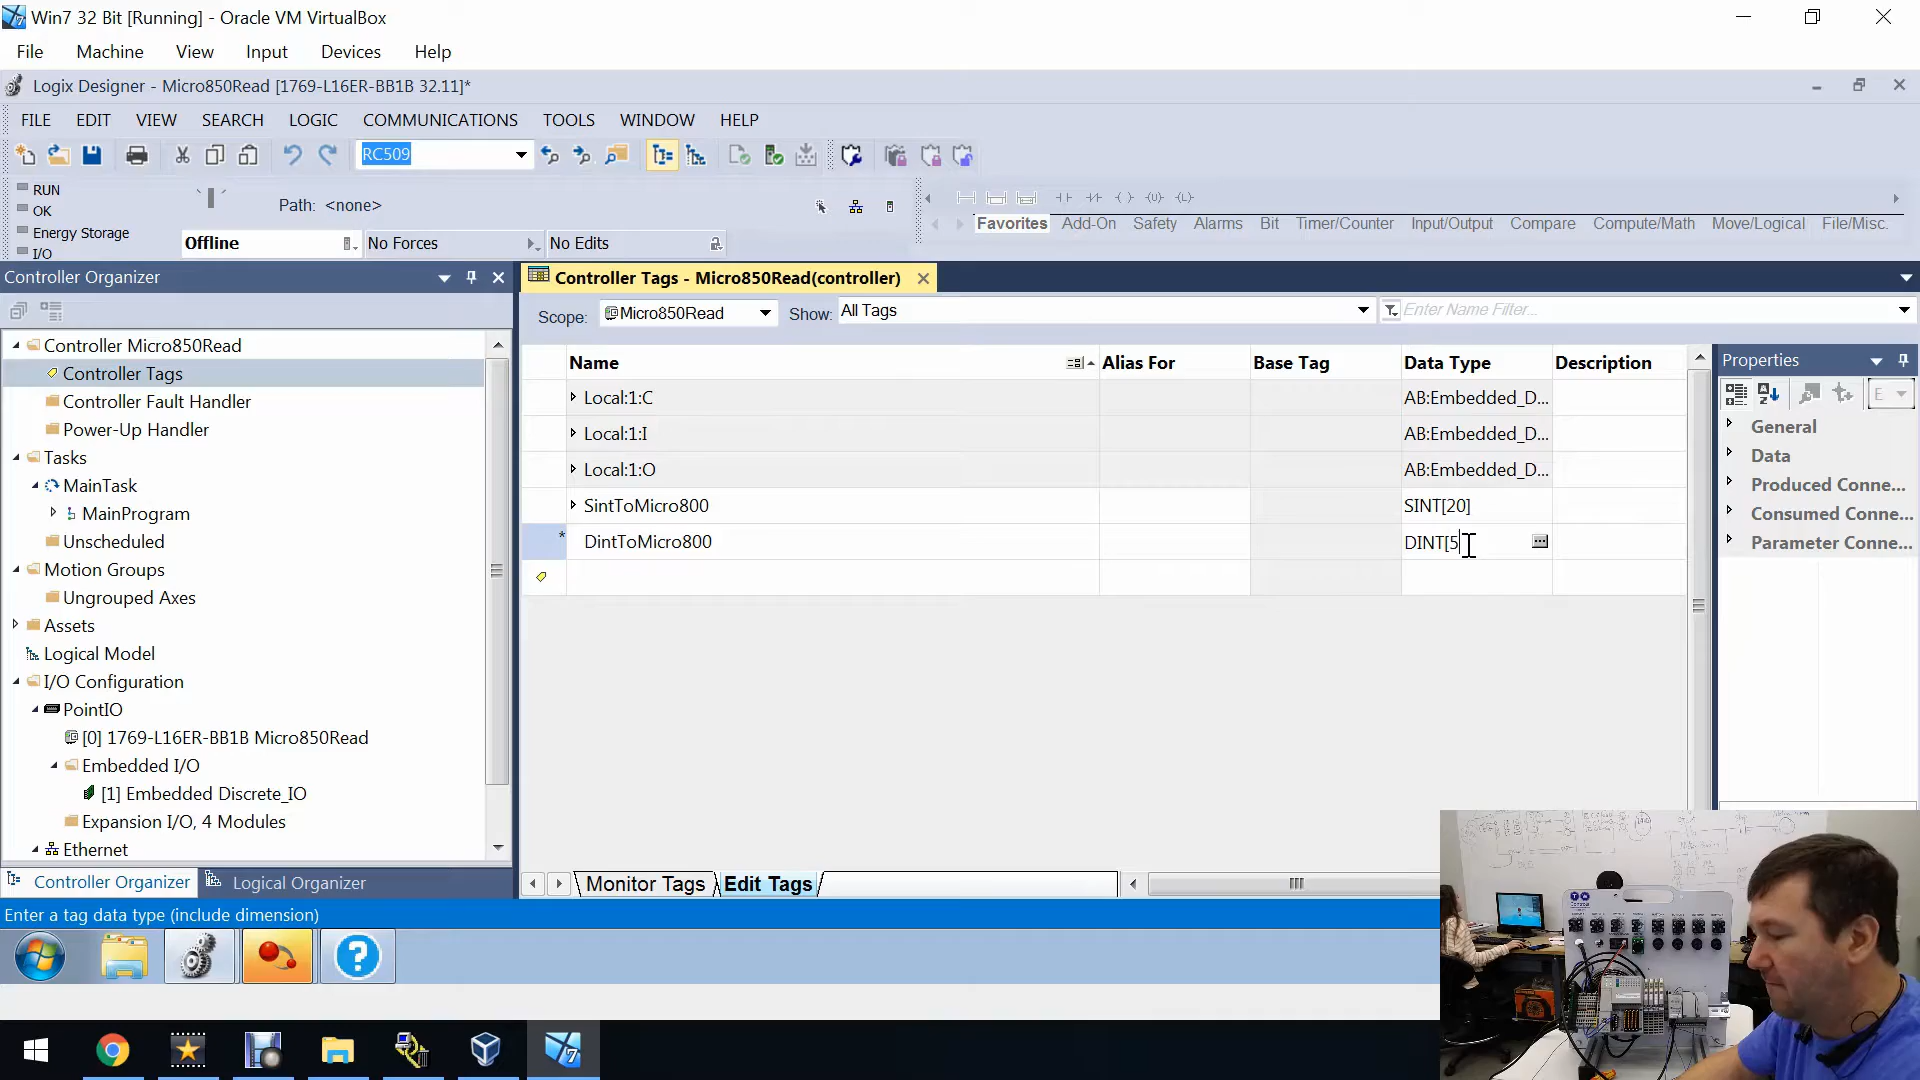 Win7 32 Bit [Running] - Oracle VM VirtualBox
File Machine View Input Devices Help
Logix Designer - Micro850Read [1769-L16ER-BB1B 32.11]*
FILE EDIT VIEW SEARCH LOGIC COMMUNICATIONS TOOLS WINDOW HELP
RC509
RUN
OK
Energy Storage
I/O
Path: <none>
Offline
No Forces
No Edits
Favorites Add-On Safety Alarms Bit Timer/Counter Input/Output Compare Compute/Math Move/Logical File/Misc.
Controller Organizer
Controller Micro850Read
Controller Tags
Controller Fault Handler
Power-Up Handler
Tasks
MainTask
MainProgram
Unscheduled
Motion Groups
Ungrouped Axes
Assets
Logical Model
I/O Configuration
PointIO
[0] 1769-L16ER-BB1B Micro850Read
Embedded I/O
[1] Embedded Discrete_IO
Expansion I/O, 4 Modules
Ethernet
Controller Organizer
Logical Organizer
Controller Tags - Micro850Read(controller)
Scope: Micro850Read Show: All Tags Enter Name Filter...
Name Alias For Base Tag Data Type Description
Local:1:C AB:Embedded_D...
Local:1:I AB:Embedded_D...
Local:1:O AB:Embedded_D...
SintToMicro800 SINT[20]
* DintToMicro800 DINT[5
Monitor Tags Edit Tags
Properties
E
General
Data
Produced Conne...
Consumed Conne...
Parameter Conne...
Enter a tag data type (include dimension)